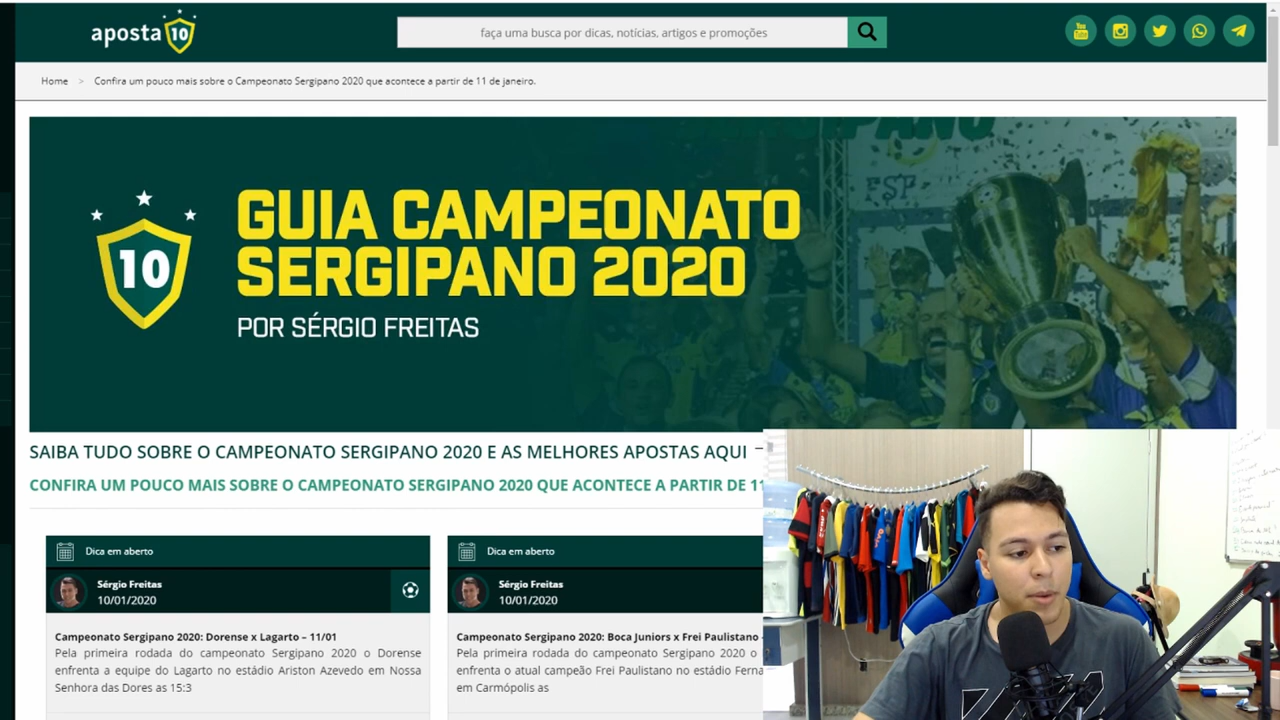 aposta 10
faça uma busca por dicas, notícias, artigos e promoções
You
Tube
Home > Confira um pouco mais sobre o Campeonato Sergipano 2020 que acontece a partir de 11 de janeiro.
10
GUIA CAMPEONATO
SERGIPANO 2020
POR SÉRGIO FREITAS
SAIBA TUDO SOBRE O CAMPEONATO SERGIPANO 2020 E AS MELHORES APOSTAS AQUI –
CONFIRA UM POUCO MAIS SOBRE O CAMPEONATO SERGIPANO 2020 QUE ACONTECE A PARTIR DE 11
Dica em aberto
Sérgio Freitas
10/01/2020
Campeonato Sergipano 2020: Dorense x Lagarto – 11/01
Pela primeira rodada do campeonato Sergipano 2020 o Dorense
enfrenta a equipe do Lagarto no estádio Ariston Azevedo em Nossa
Senhora das Dores as 15:3
Dica em aberto
Sérgio Freitas
10/01/2020
Campeonato Sergipano 2020: Boca Juniors x Frei Paulistano
Pela primeira rodada do campeonato Sergipano 2020 o
enfrenta o atual campeão Frei Paulistano no estádio Ferna
em Carmópolis as